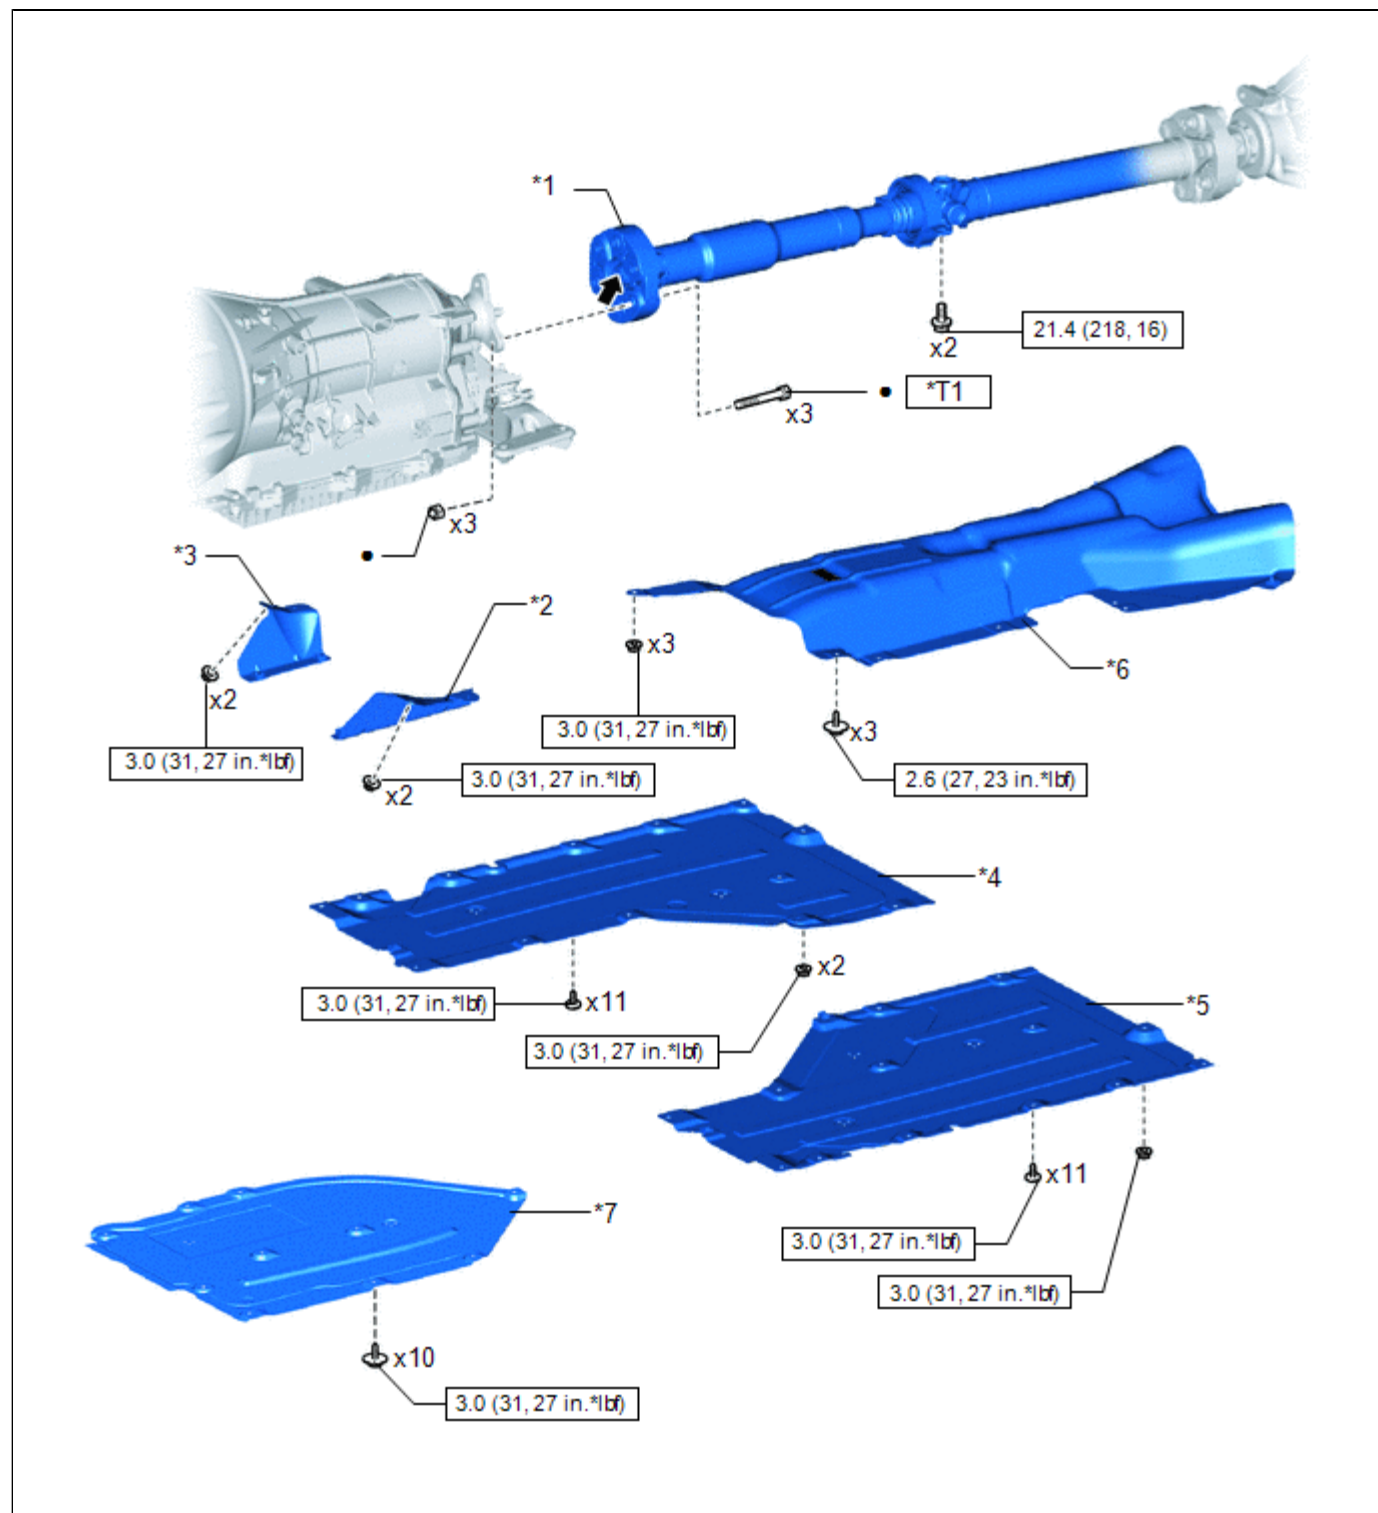 *1
21.4 (218, 16)
x2
● *T1
x3
x3
●
*3
*2
x3
*6
x2
x3
3.0 (31, 27 in.*lbf)
3.0 (31, 27 in.*lbf)
3.0 (31, 27 in.*lbf)
2.6 (27, 23 in.*lbf)
x2
*4
x2
3.0 (31, 27 in.*lbf)
x11
*5
3.0 (31, 27 in.*lbf)
x11
*7
3.0 (31, 27 in.*lbf)
3.0 (31, 27 in.*lbf)
x10
3.0 (31, 27 in.*lbf)